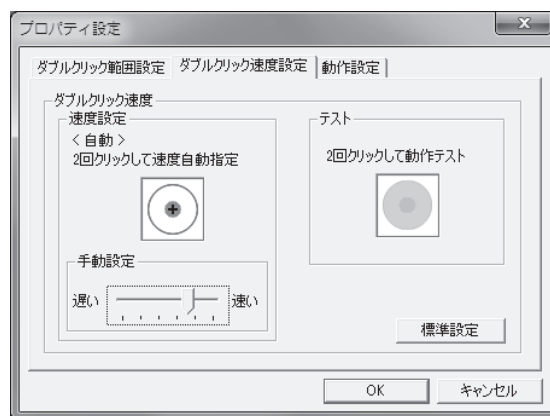 プロパティ設定
ダブルクリック範囲設定 ダブルクリック速度設定 動作設定
ダブルクリック速度
速度設定
<自動>
2回クリックして速度自動指定
手動設定
遅い 速い
テスト
2回クリックして動作テスト
標準設定
OK キャンセル